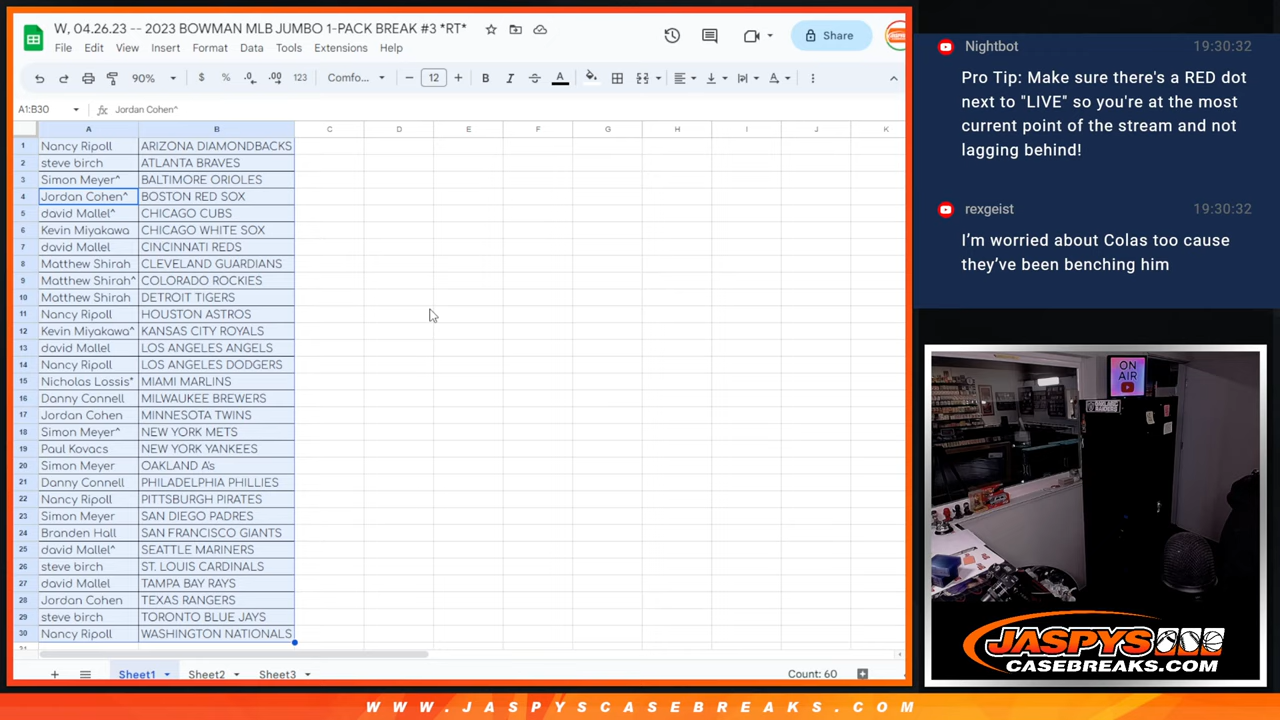 W, 04.26.23 -- 2023 BOWMAN MLB JUMBO 1-PACK BREAK #3 *RT*
File Edit View Insert Format Data Tools Extensions Help
Share
90% $ % .0 .00 123 Comfo... 12 B I A
A1:B30 fx Jordan Cohen^
A B C D E F G H I J K
1 Nancy Ripoll ARIZONA DIAMONDBACKS
2 steve birch ATLANTA BRAVES
3 Simon Meyer^ BALTIMORE ORIOLES
4 Jordan Cohen^ BOSTON RED SOX
5 david Mallel^ CHICAGO CUBS
6 Kevin Miyakawa CHICAGO WHITE SOX
7 david Mallel CINCINNATI REDS
8 Matthew Shirah CLEVELAND GUARDIANS
9 Matthew Shirah^ COLORADO ROCKIES
10 Matthew Shirah DETROIT TIGERS
11 Nancy Ripoll HOUSTON ASTROS
12 Kevin Miyakawa^ KANSAS CITY ROYALS
13 david Mallel LOS ANGELES ANGELS
14 Nancy Ripoll LOS ANGELES DODGERS
15 Nicholas Lossis* MIAMI MARLINS
16 Danny Connell MILWAUKEE BREWERS
17 Jordan Cohen MINNESOTA TWINS
18 Simon Meyer^ NEW YORK METS
19 Paul Kovacs NEW YORK YANKEES
20 Simon Meyer OAKLAND A's
21 Danny Connell PHILADELPHIA PHILLIES
22 Nancy Ripoll PITTSBURGH PIRATES
23 Simon Meyer SAN DIEGO PADRES
24 Branden Hall SAN FRANCISCO GIANTS
25 david Mallel^ SEATTLE MARINERS
26 steve birch ST. LOUIS CARDINALS
27 david Mallel TAMPA BAY RAYS
28 Jordan Cohen TEXAS RANGERS
29 steve birch TORONTO BLUE JAYS
30 Nancy Ripoll WASHINGTON NATIONALS
Sheet1 Sheet2 Sheet3 Count: 60
Nightbot 19:30:32
Pro Tip: Make sure there's a RED dot
next to "LIVE" so you're at the most
current point of the stream and not
lagging behind!
rexgeist 19:30:32
I'm worried about Colas too cause
they've been benching him
ON
AIR
JASPYS
CASEBREAKS.COM
WWW.JASPYSCASEBREAKS.COM